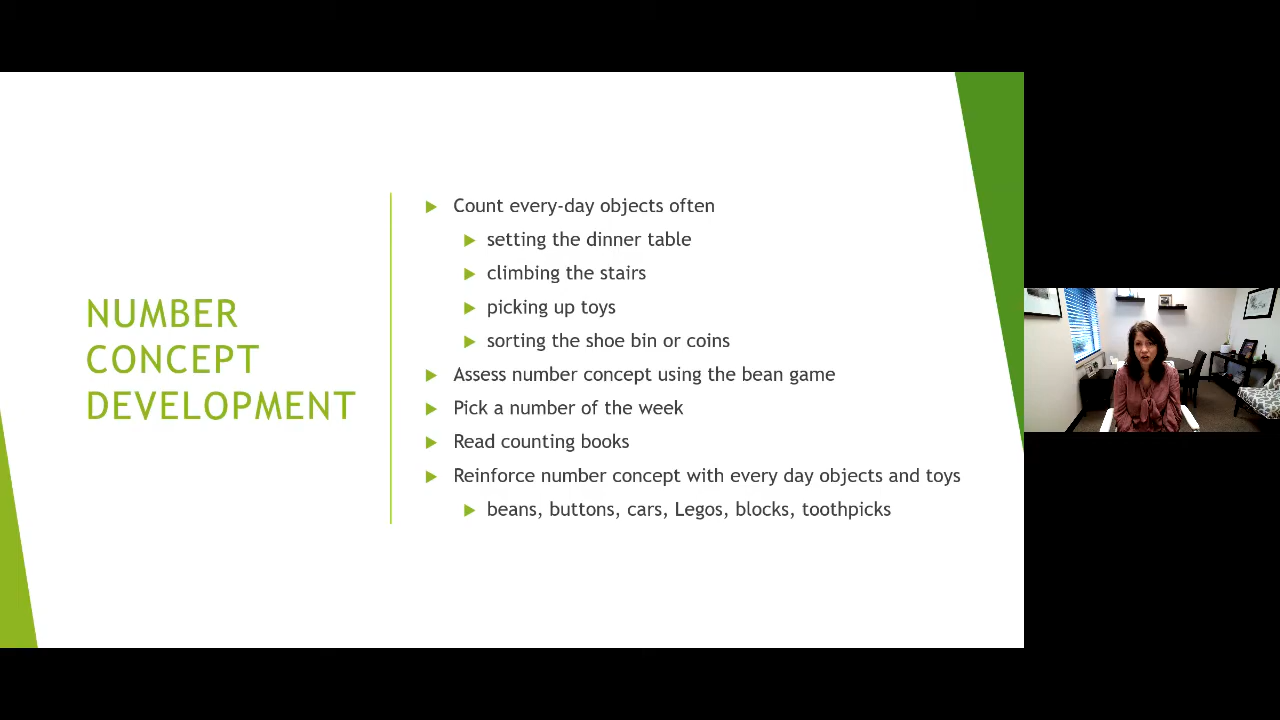 NUMBER
CONCEPT
DEVELOPMENT
Count every-day objects often
setting the dinner table
climbing the stairs
picking up toys
sorting the shoe bin or coins
Assess number concept using the bean game
Pick a number of the week
Read counting books
Reinforce number concept with every day objects and toys
beans, buttons, cars, Legos, blocks, toothpicks